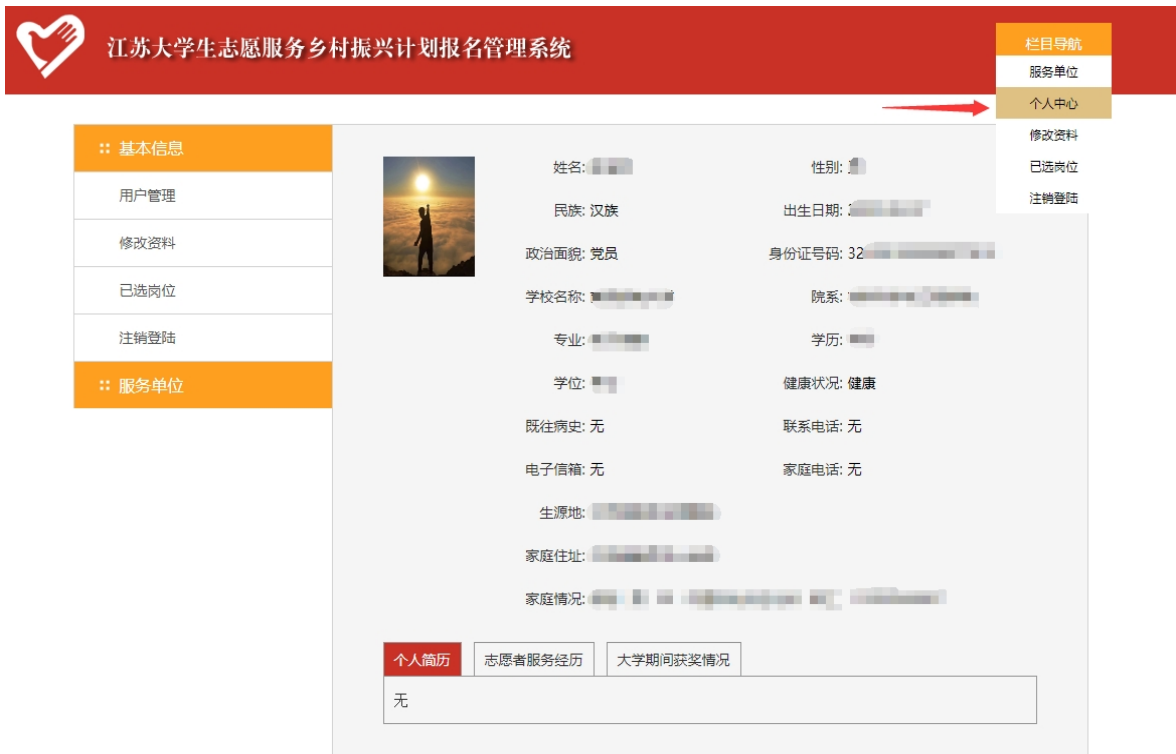 江苏大学生志愿服务乡村振兴计划报名管理系统
栏目导航
服务单位
个人中心
修改资料
已选岗位
注销登陆
:: 基本信息
用户管理
修改资料
已选岗位
注销登陆
:: 服务单位
姓名: 性别:
民族: 汉族 出生日期:
政治面貌: 党员 身份证号码: 32
学校名称: 院系:
专业: 学历:
学位: 健康状况: 健康
既往病史: 无 联系电话: 无
电子信箱: 无 家庭电话: 无
生源地:
家庭住址:
家庭情况:
个人简历 志愿者服务经历 大学期间获奖情况
无